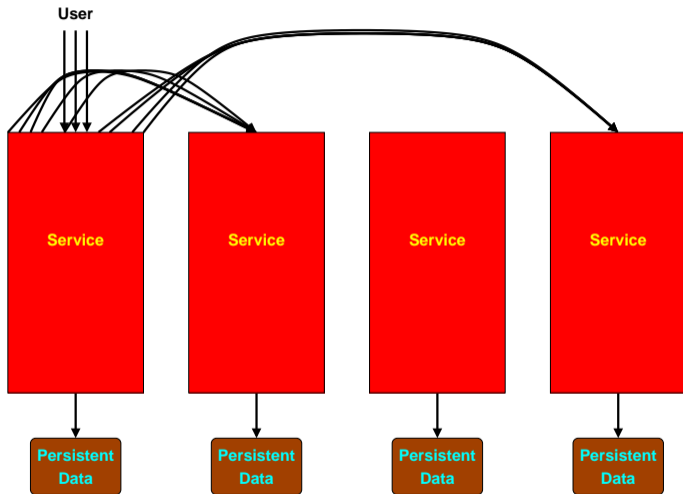 User
Service
Service
Service
Service
Persistent
Data
Persistent
Data
Persistent
Data
Persistent
Data